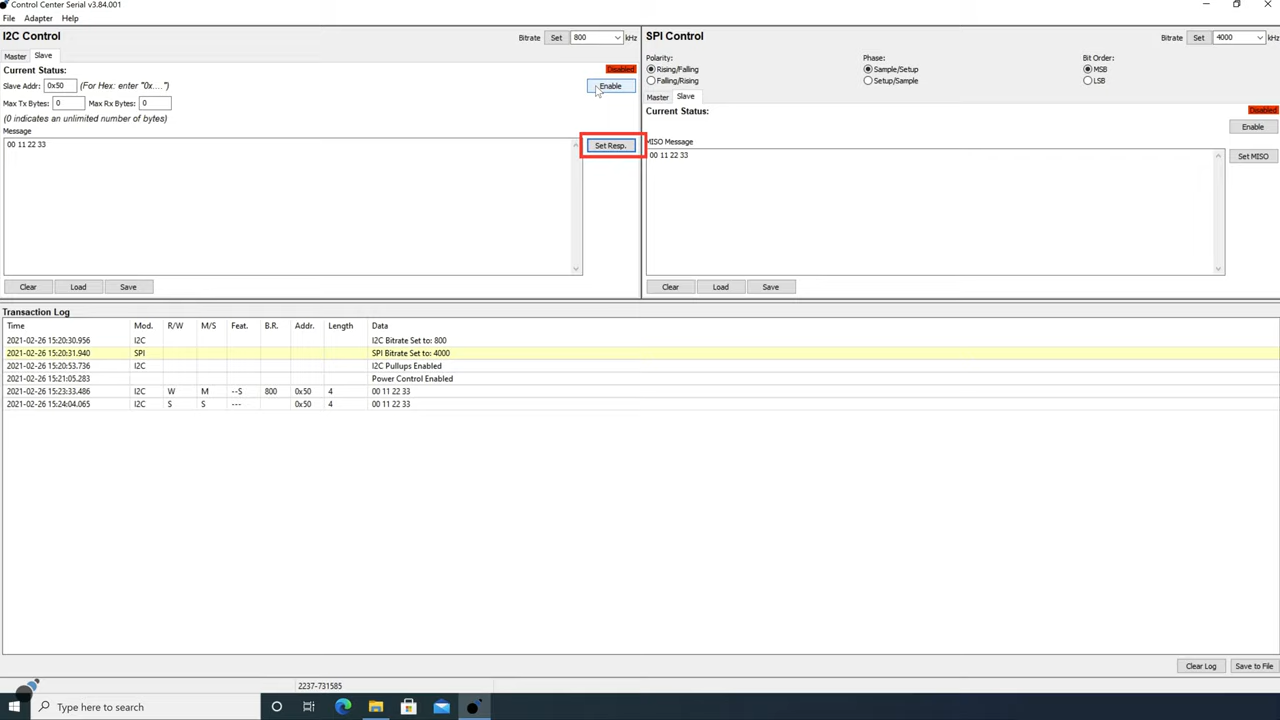 Control Center Serial v3.84.001
File Adapter Help
I2C Control
Bitrate Set 800 kHz
Master Slave
Current Status:
Disabled
Slave Addr: 0x50 (For Hex: enter "0x....")
Enable
Max Tx Bytes: 0 Max Rx Bytes: 0
(0 indicates an unlimited number of bytes)
Message
00 11 22 33
Set Resp.
Clear Load Save
SPI Control
Bitrate Set 4000 kHz
Polarity: Phase: Bit Order:
Rising/Falling Sample/Setup MSB
Falling/Rising Setup/Sample LSB
Master Slave
Current Status:
Disabled
Enable
MISO Message
00 11 22 33
Set MISO
Clear Load Save
Transaction Log
Time Mod. R/W M/S Feat. B.R. Addr. Length Data
2021-02-26 15:20:30.956 I2C I2C Bitrate Set to: 800
2021-02-26 15:20:31.940 SPI SPI Bitrate Set to: 4000
2021-02-26 15:20:53.736 I2C I2C Pullups Enabled
2021-02-26 15:21:05.283 Power Control Enabled
2021-02-26 15:23:33.486 I2C W M --S 800 0x50 4 00 11 22 33
2021-02-26 15:24:04.065 I2C S S --- 0x50 4 00 11 22 33
Clear Log Save to File
2237-731585
Type here to search